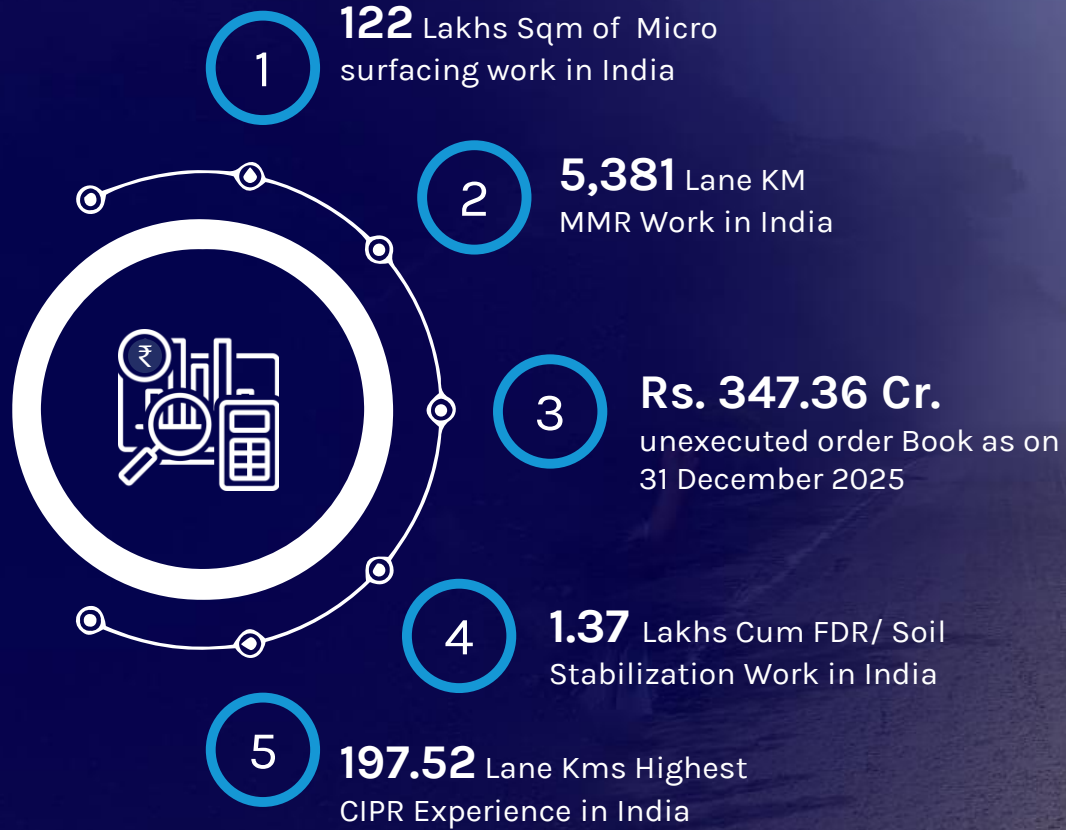 1
122 Lakhs Sqm of Micro
surfacing work in India
2
5,381 Lane KM
MMR Work in India
₹
3
Rs. 347.36 Cr.
unexecuted order Book as on
31 December 2025
4
1.37 Lakhs Cum FDR/ Soil
Stabilization Work in India
5
197.52 Lane Kms Highest
CIPR Experience in India